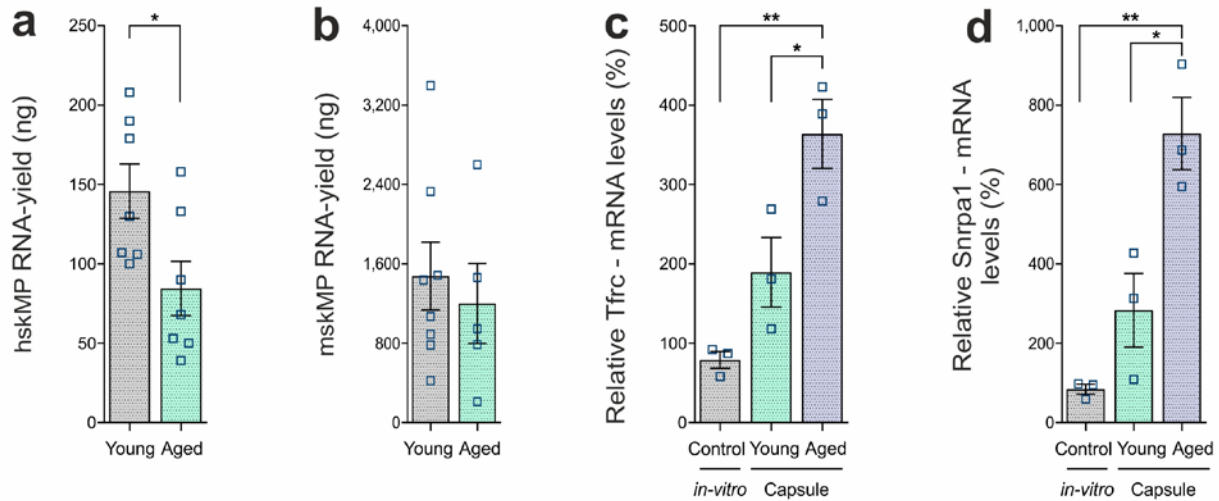 a
hskMP RNA-yield (ng)
250
200
150
100
50
0
*
Young Aged
b
mskMP RNA-yield (ng)
4,000
3,200
2,400
1,600
800
0
Young Aged
c
Relative Tfrc - mRNA levels (%)
500
400
300
200
100
0
**
*
Control Young Aged
in-vitro Capsule
d
Relative Snrpa1 - mRNA
levels (%)
1,000
800
600
400
200
0
**
*
Control Young Aged
in-vitro Capsule